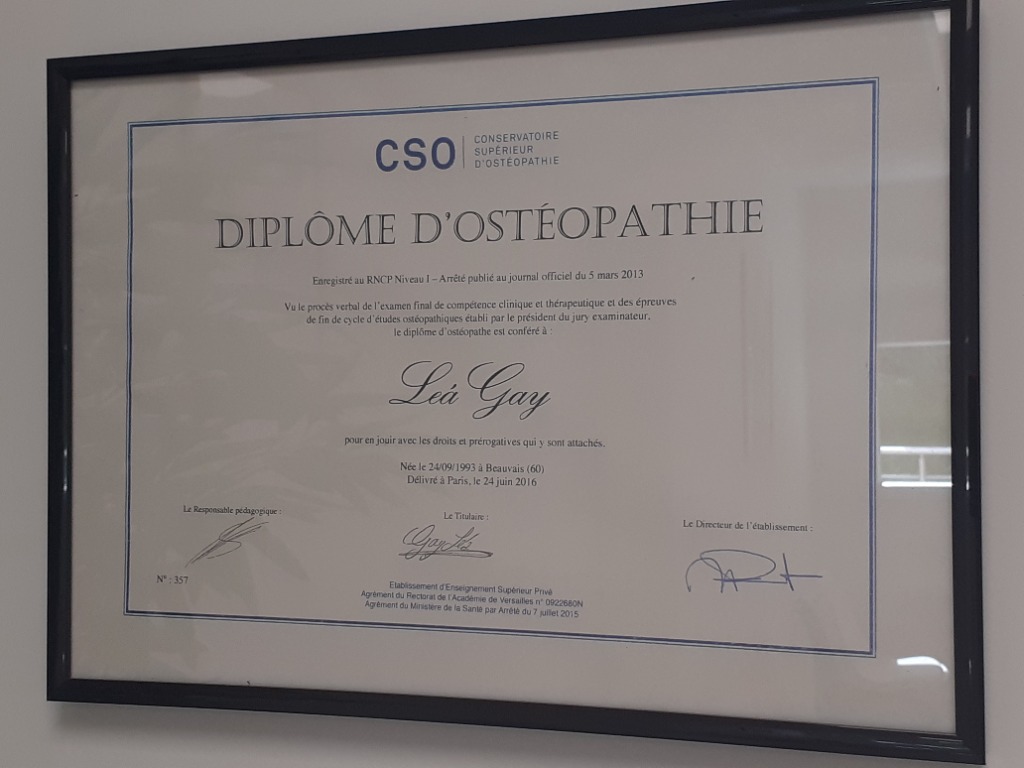 CSO
CONSERVATOIRE
SUPÉRIEUR
D'OSTÉOPATHIE
DIPLÔME D'OSTÉOPATHIE
Enregistré au RNCP Niveau I – Arrêté publié au journal officiel du 5 mars 2013
Vu le procès verbal de l'examen final de compétence clinique et thérapeutique et des épreuves
de fin de cycle d'études ostéopathiques établi par le président du jury examinateur,
le diplôme d'ostéopathe est conféré à :
Leá Gay
pour en jouir avec les droits et prérogatives qui y sont attachés.
Née le 24/09/1993 à Beauvais (60)
Délivré à Paris, le 24 juin 2016
Le Responsable pédagogique :
Le Titulaire :
Le Directeur de l'établissement :
Gay Léa
N° : 357
Etablissement d'Enseignement Supérieur Privé
Agrément du Rectorat de l'Académie de Versailles n° 0922680N
Agrément du Ministère de la Santé par Arrêté du 7 juillet 2015